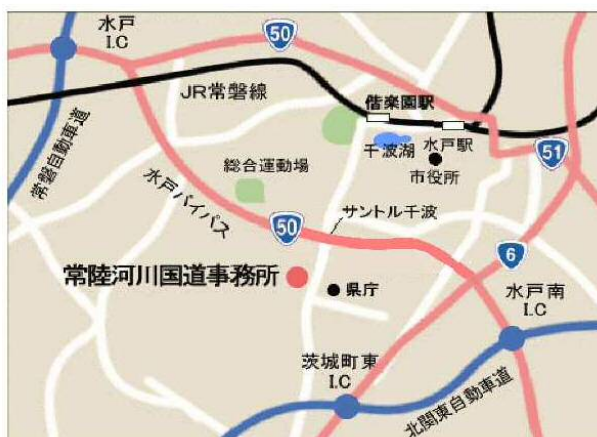 水戸
I.C
50
JR常磐線
偕楽園駅
千波湖
水戸駅
市役所
51
常磐自動車道
総合運動場
水戸バイパス
50
サントル千波
6
常陸河川国道事務所
県庁
水戸南
I.C
茨城町東
I.C
北関東自動車道